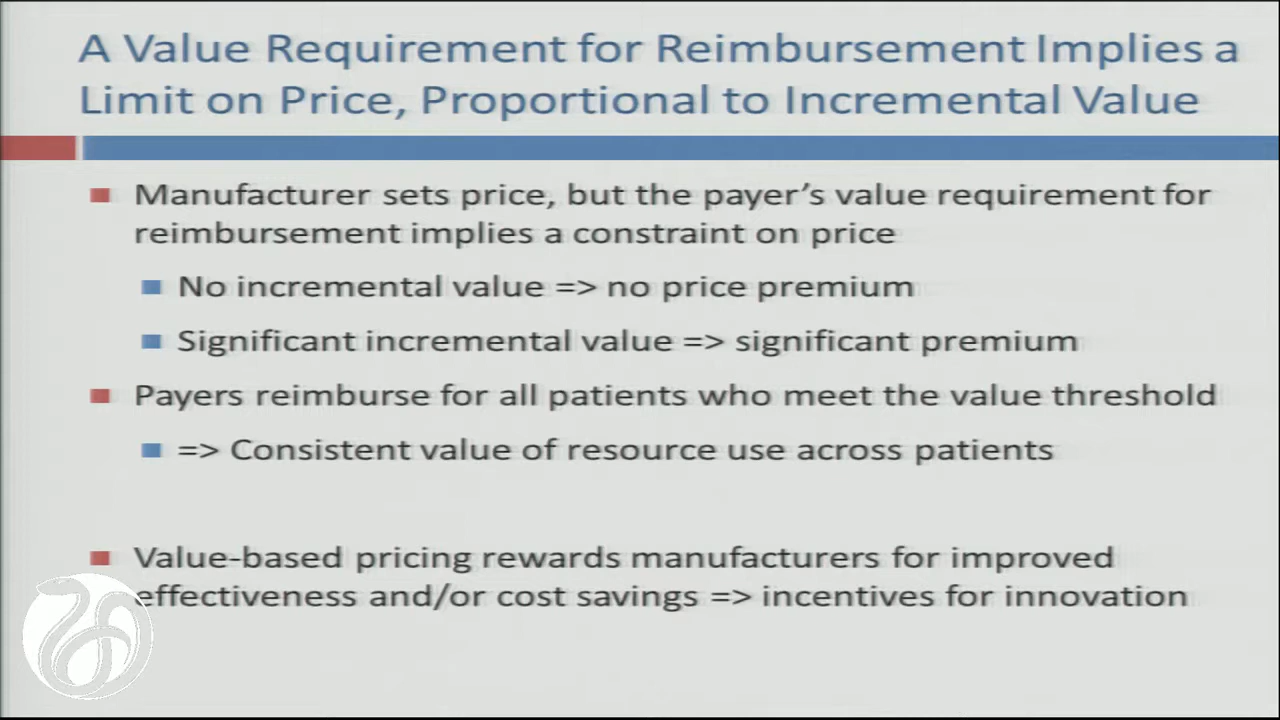 A Value Requirement for Reimbursement Implies a
Limit on Price, Proportional to Incremental Value
Manufacturer sets price, but the payer’s value requirement for
reimbursement implies a constraint on price
No incremental value => no price premium
Significant incremental value => significant premium
Payers reimburse for all patients who meet the value threshold
=> Consistent value of resource use across patients
Value-based pricing rewards manufacturers for improved
effectiveness and/or cost savings => incentives for innovation